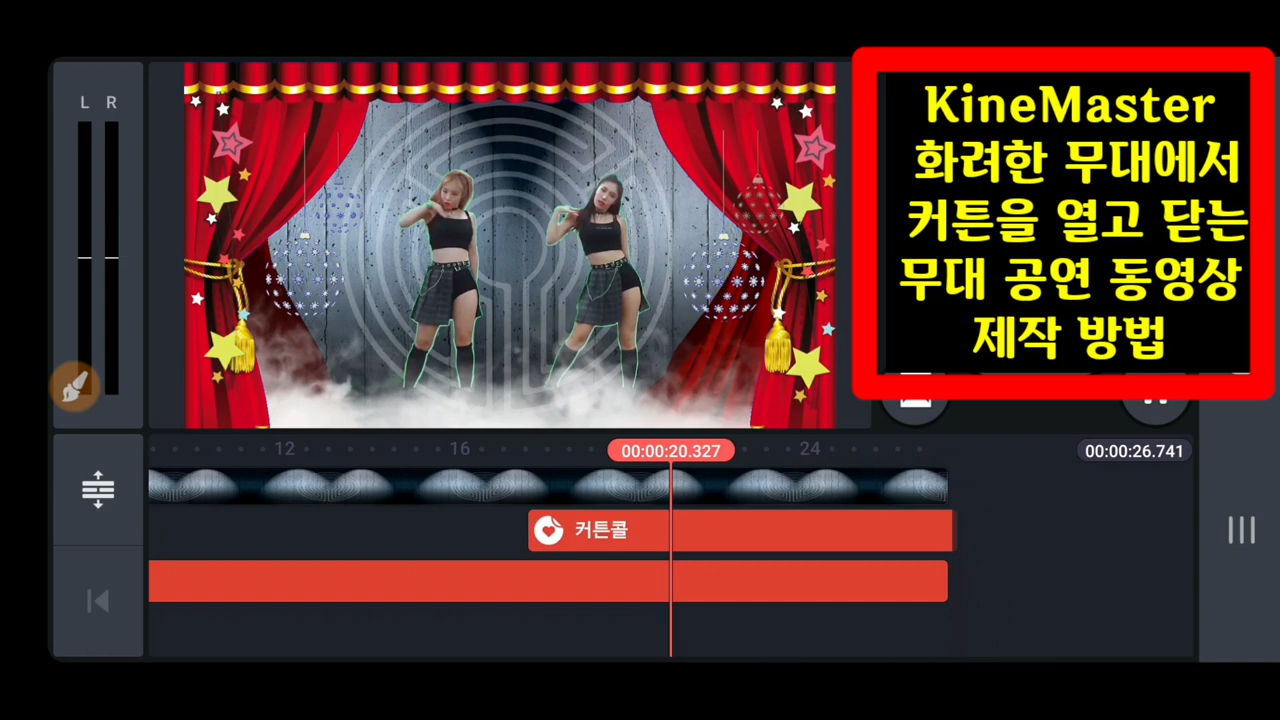 L R
KineMaster
화려한 무대에서
커튼을 열고 닫는
무대 공연 동영상
제작 방법
12 16 00:00:20.327 24 00:00:26.741
커튼콜